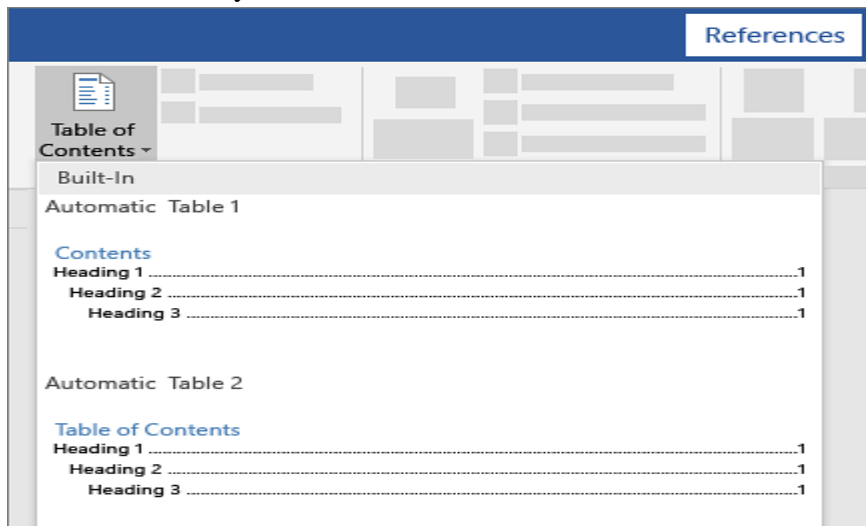 References
Table of
Contents
Built-In
Automatic Table 1
Contents
Heading 1 ........................................ 1
Heading 2 ........................................ 1
Heading 3 ........................................ 1
Automatic Table 2
Table of Contents
Heading 1 ........................................ 1
Heading 2 ........................................ 1
Heading 3 ........................................ 1